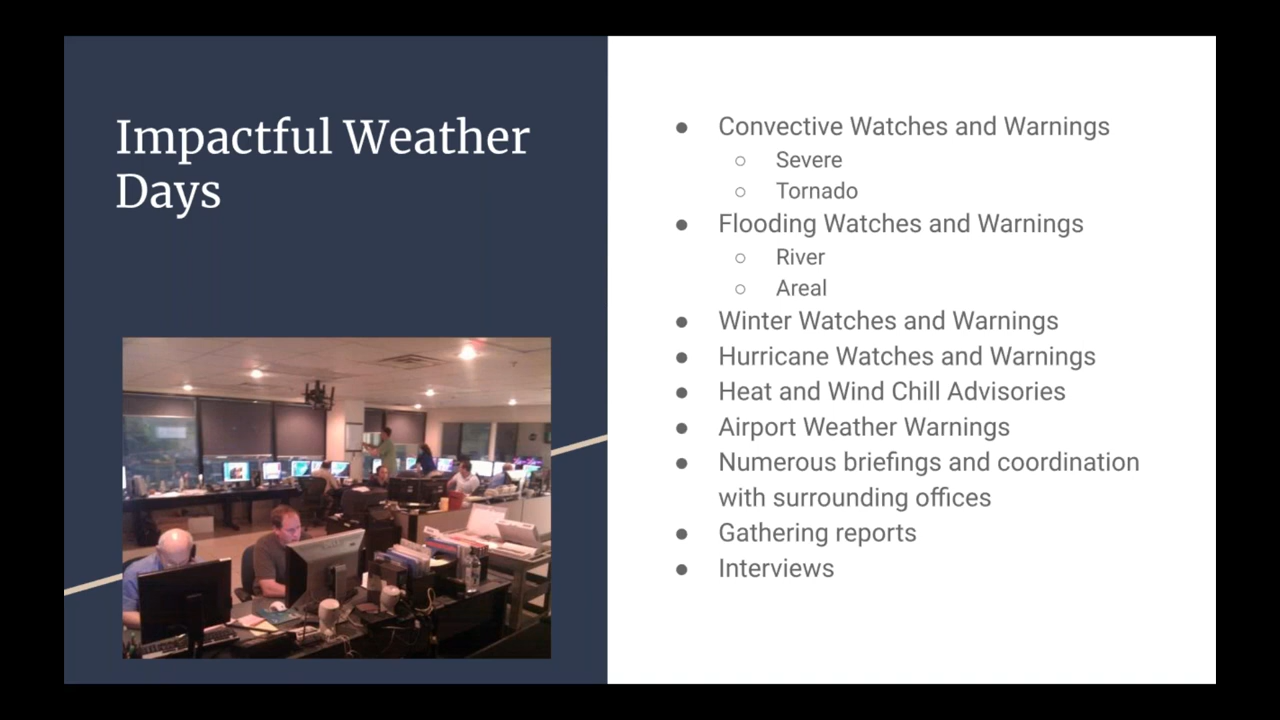 Impactful Weather
Days
● Convective Watches and Warnings
○ Severe
○ Tornado
● Flooding Watches and Warnings
○ River
○ Areal
● Winter Watches and Warnings
● Hurricane Watches and Warnings
● Heat and Wind Chill Advisories
● Airport Weather Warnings
● Numerous briefings and coordination
with surrounding offices
● Gathering reports
● Interviews